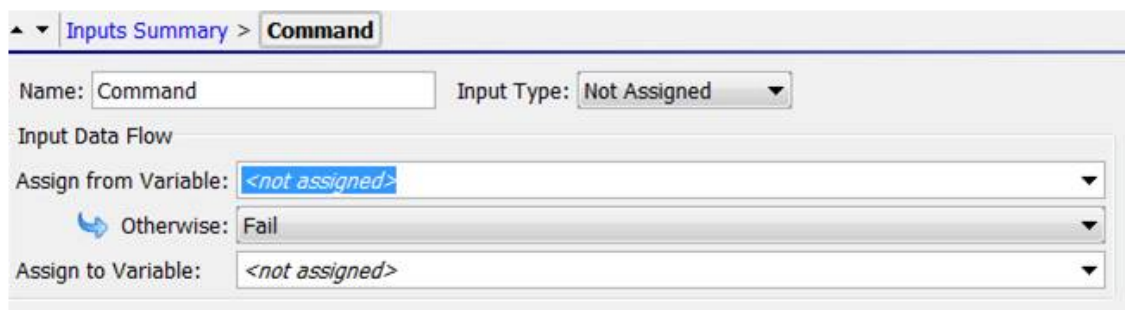 Inputs Summary > Command
Name: Command Input Type: Not Assigned
Input Data Flow
Assign from Variable: <not assigned>
Otherwise: Fail
Assign to Variable: <not assigned>